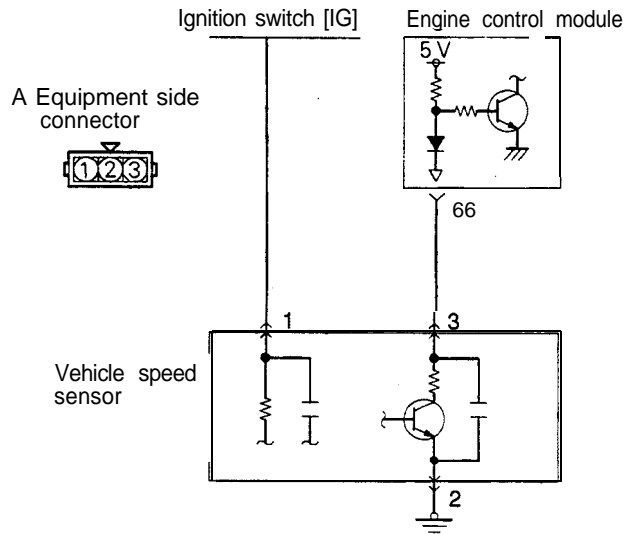 Ignition switch [IG]
Engine control module
5 V
A Equipment side
connector
1 2 3
66
1
3
Vehicle speed
sensor
2